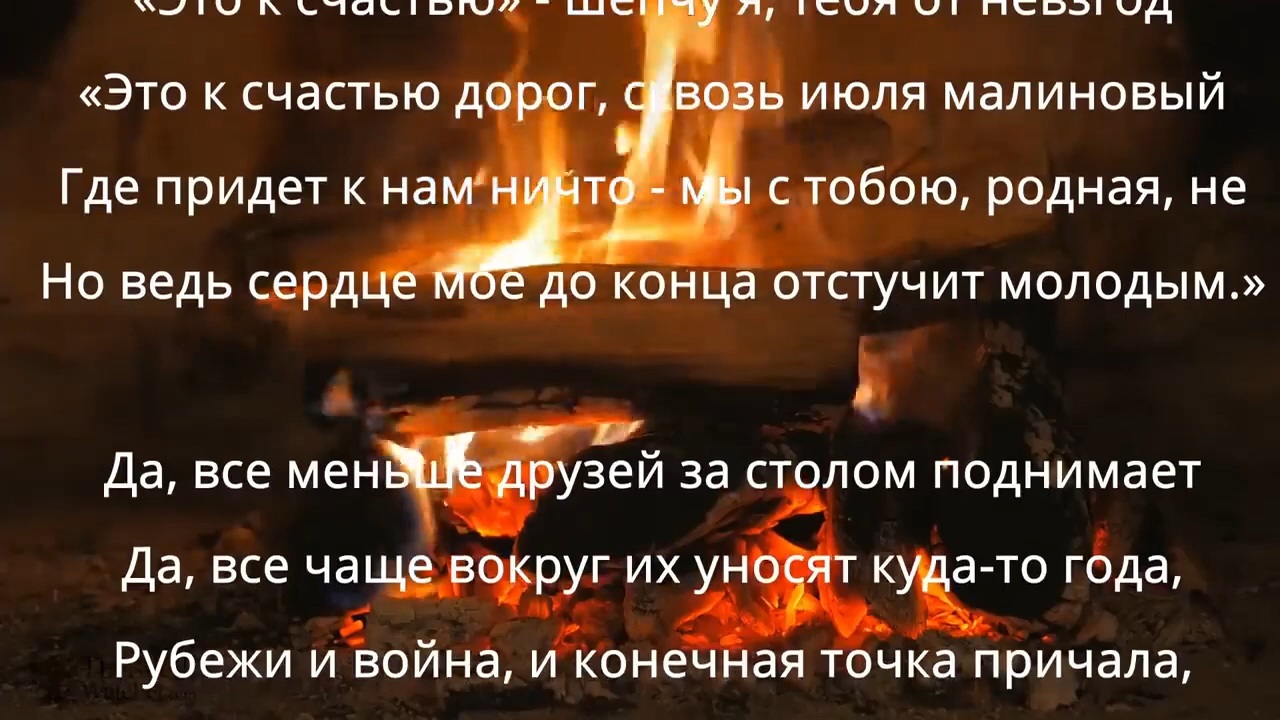 «Это к счастью» - шепчу я, тебя от невзгод
«Это к счастью дорог, сквозь июля малиновый
Где придет к нам ничто - мы с тобою, родная, не
Но ведь сердце мое до конца отстучит молодым.»
Да, все меньше друзей за столом поднимает
Да, все чаще вокруг их уносят куда-то года,
Рубежи и война, и конечная точка причала,